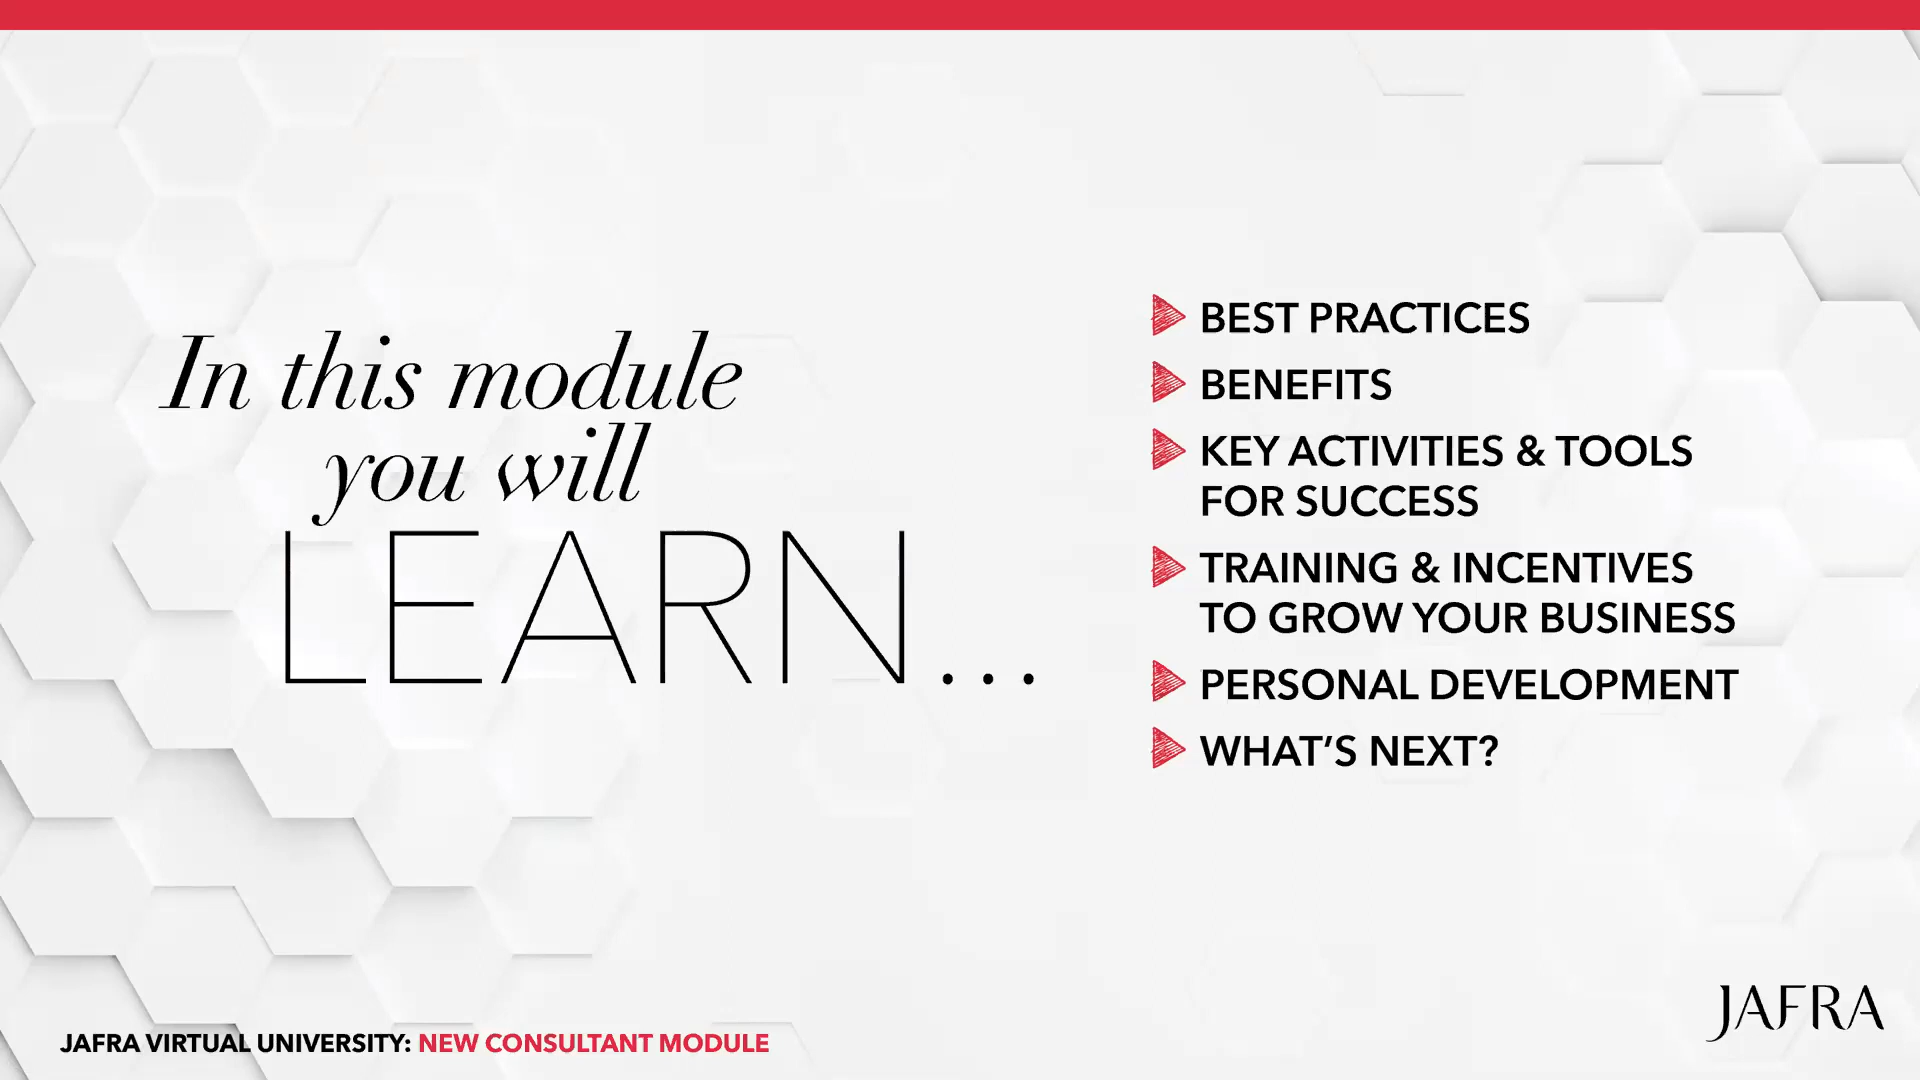 In this module
you will
LEARN...
BEST PRACTICES
BENEFITS
KEY ACTIVITIES & TOOLS
FOR SUCCESS
TRAINING & INCENTIVES
TO GROW YOUR BUSINESS
PERSONAL DEVELOPMENT
WHAT’S NEXT?
JAFRA VIRTUAL UNIVERSITY: NEW CONSULTANT MODULE
JAFRA